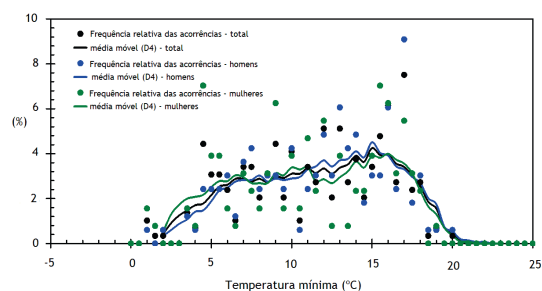 10
8
6
(%)
4
2
0
Frequência relativa das acorrências - total
média móvel (D4) - total
Frequência relativa das acorrências - homens
média móvel (D4) - homens
Frequência relativa das acorrências - mulheres
média móvel (D4) - mulheres
-5 0 5 10 15 20 25
Temperatura mínima (°C)